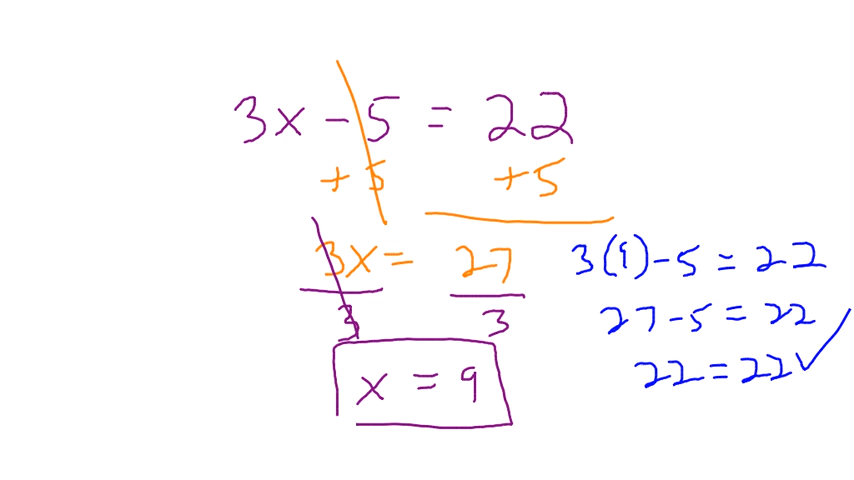 3x - 5 = 22
+ 5 + 5
3x = 27
3 3
x = 9
3(9) - 5 = 22
27 - 5 = 22
22 = 22 ✓